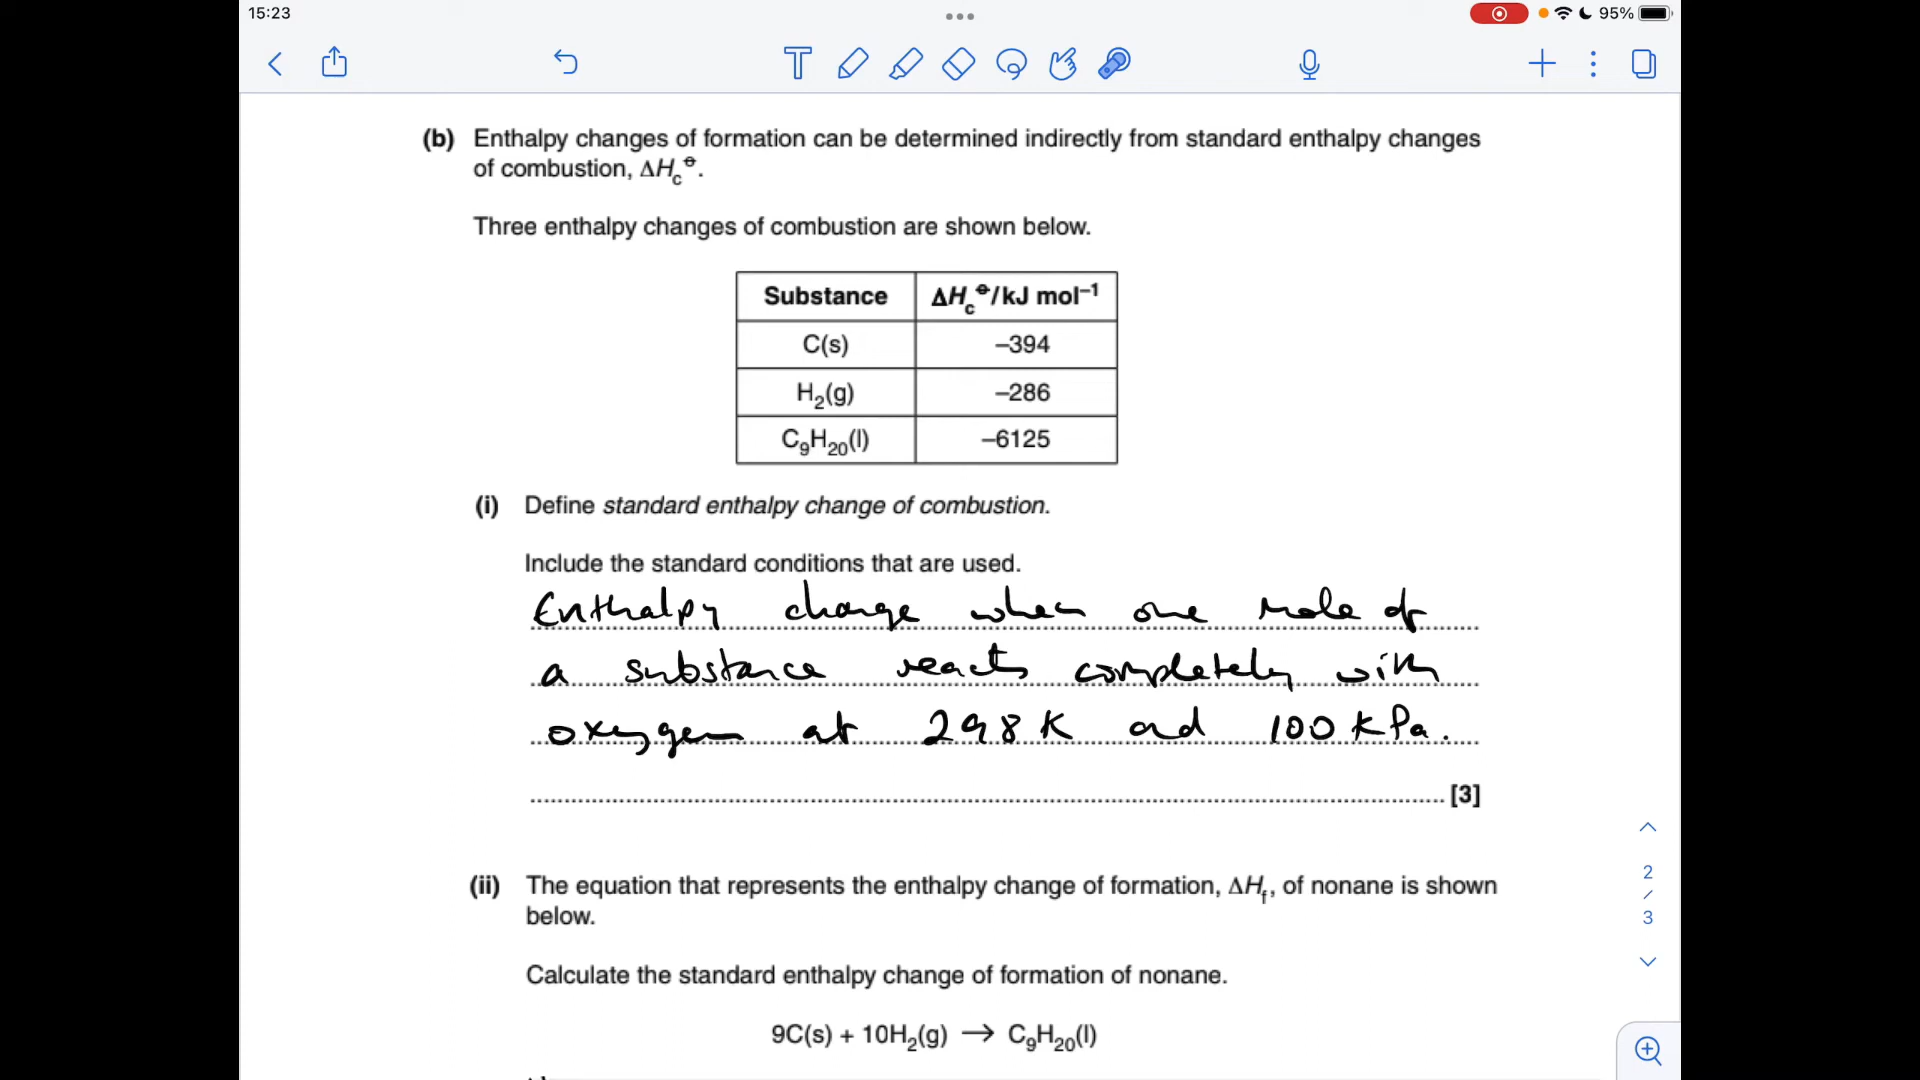 15:23
95%
(b) Enthalpy changes of formation can be determined indirectly from standard enthalpy changes
of combustion, ΔHc⦵.
Three enthalpy changes of combustion are shown below.
Substance ΔHc⦵/kJ mol⁻¹
C(s) –394
H₂(g) –286
C₉H₂₀(l) –6125
(i) Define standard enthalpy change of combustion.
Include the standard conditions that are used.
Enthalpy change when one mole of
a substance reacts completely with
oxygen at 298 K and 100 kPa.
[3]
(ii) The equation that represents the enthalpy change of formation, ΔHf, of nonane is shown
below.
Calculate the standard enthalpy change of formation of nonane.
9C(s) + 10H₂(g) → C₉H₂₀(l)
2
/
3